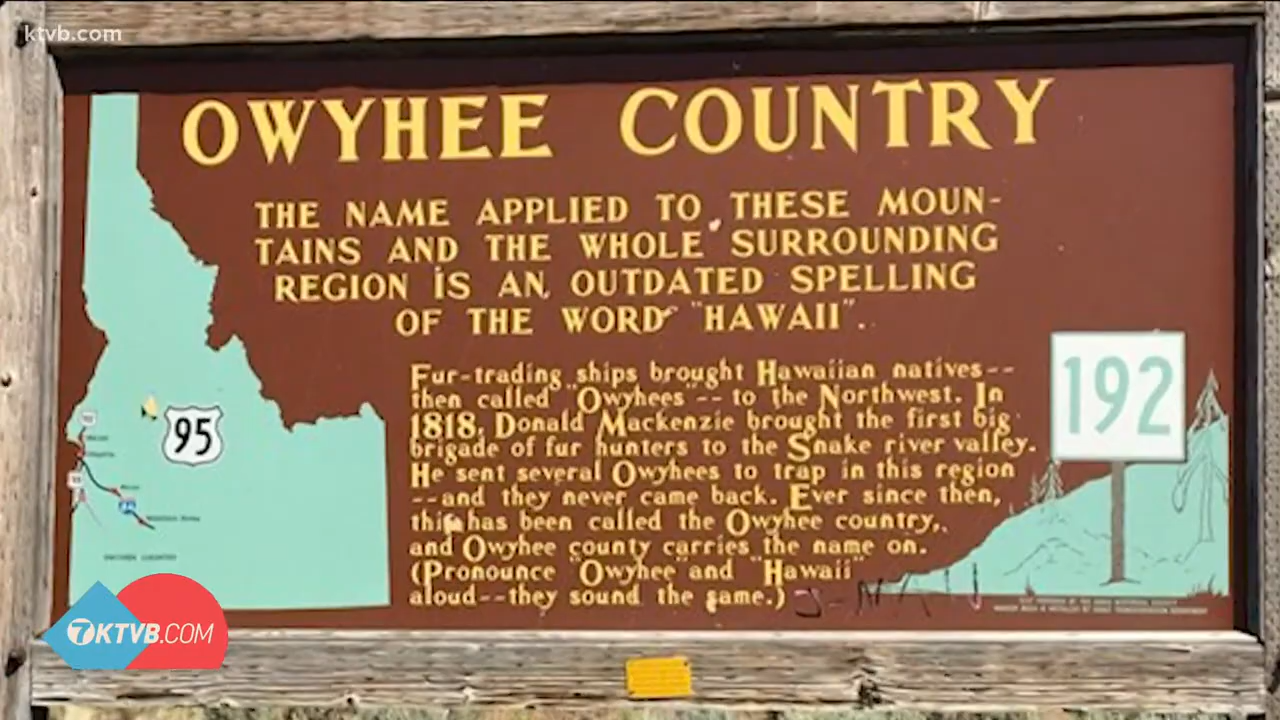 ktvb.com
OWYHEE COUNTRY
THE NAME APPLIED TO THESE MOUN-
TAINS AND THE WHOLE SURROUNDING
REGION IS AN OUTDATED SPELLING
OF THE WORD "HAWAII".
Fur-trading ships brought Hawaiian natives--
then called "Owyhees"-- to the Northwest. In
1818, Donald Mackenzie brought the first big
brigade of fur hunters to the Snake river valley.
He sent several Owyhees to trap in this region
--and they never came back. Ever since then,
this has been called the Owyhee country,
and Owyhee county carries the name on.
(Pronounce "Owyhee" and "Hawaii"
aloud--they sound the same.)
95
192
7KTVB.COM